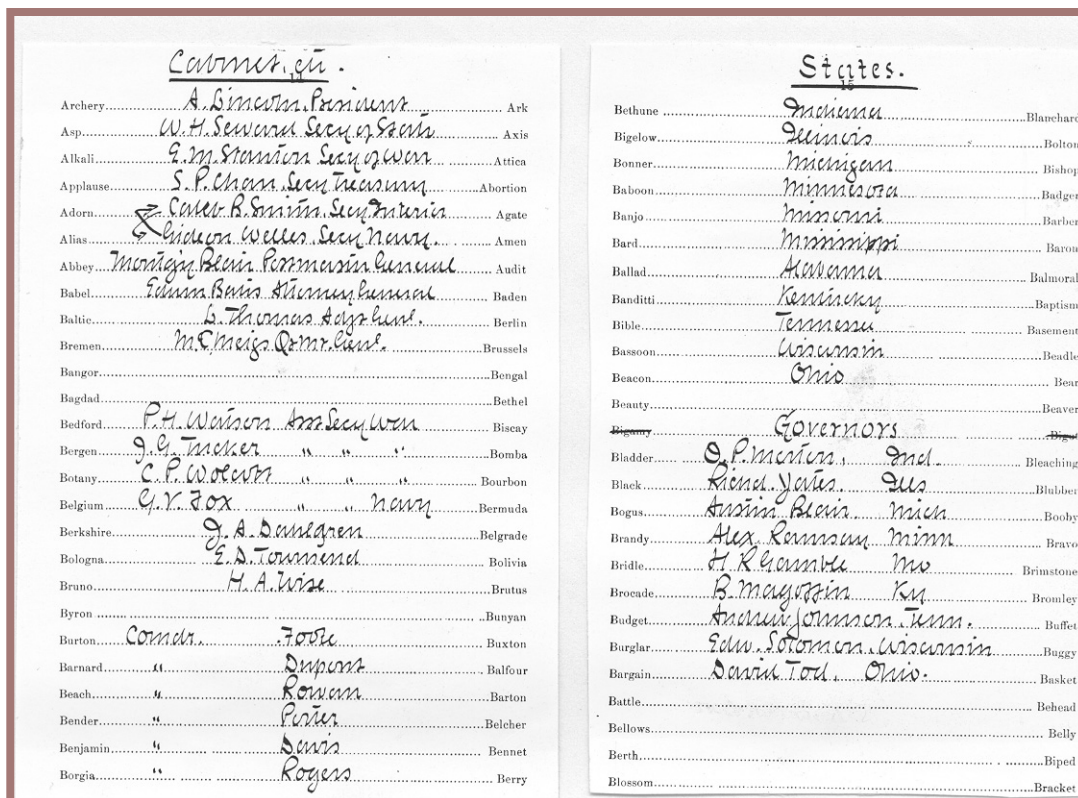 Cabinet, etc.
14
Archery A. Lincoln, President Ark
Asp W. H. Seward Secy of State Axis
Alkali E. M. Stanton Secy of War Attica
Applause S. P. Chase, Secy Treasury Abortion
Adorn Caleb B. Smith, Secy Interior Agate
Alias Gideon Welles, Secy Navy. Amen
Abbey Montgy Blair Postmaster General Audit
Babel Edwin Bates Attorney General Baden
Baltic L. Thomas Adjt Genl. Berlin
Bremen M C Meigs Qr Mr. Genl. Brussels
Bangor Bengal
Bagdad Bethel
Bedford P. H. Watson Asst Secy War Biscay
Bergen J. G. Tucker " " " Bomba
Botany C. P. Wolcott " " " Bourbon
Belgium G. V. Fox " " Navy Bermuda
Berkshire J. A. Dahlgren Belgrade
Bologna E. D. Townsend Bolivia
Bruno H. A. Wise Brutus
Byron Bunyan
Burton Comdr. Foote Buxton
Barnard " Dupont Balfour
Beach " Rowan Barton
Bender " Porter Belcher
Benjamin " Davis Bennet
Borgia " Rogers Berry
States.
15
Bethune Indiana Blanchard
Bigelow Illinois Bolton
Bonner Michigan Bishop
Baboon Minnesota Badger
Banjo Missouri Barber
Bard Mississippi Baron
Ballad Alabama Balmoral
Banditti Kentucky Baptism
Bible Tennessee Basement
Bassoon Wisconsin Beadle
Beacon Ohio Bear
Beauty Beaver
Bigamy Governors
Bladder O. P. Morton, Ind. Bleaching
Black Richd. Yates, Ills Blubber
Bogus Austin Blair. Mich Booby
Brandy Alex. Ramsay Minn Bravo
Bridle H R Gamble Mo Brimstone
Brocade B. Magoffin Ky Bromley
Budget Andrew Johnson. Tenn. Buffet
Burglar Edw. Solomon, Wisconsin Buggy
Bargain David Tod, Ohio. Basket
Battle Behead
Bellows Belly
Berth Biped
Blossom Bracket